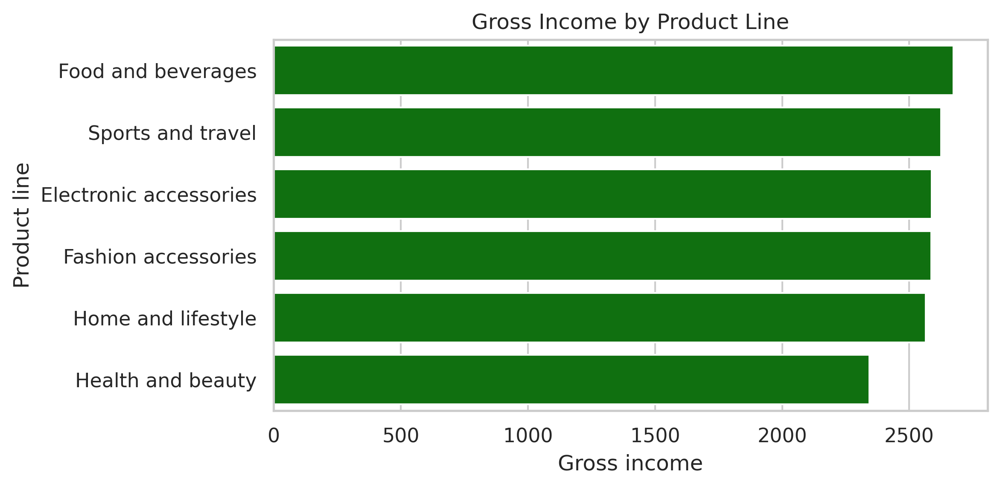 Gross Income by Product Line
Product line
Food and beverages
Sports and travel
Electronic accessories
Fashion accessories
Home and lifestyle
Health and beauty
0 500 1000 1500 2000 2500
Gross income